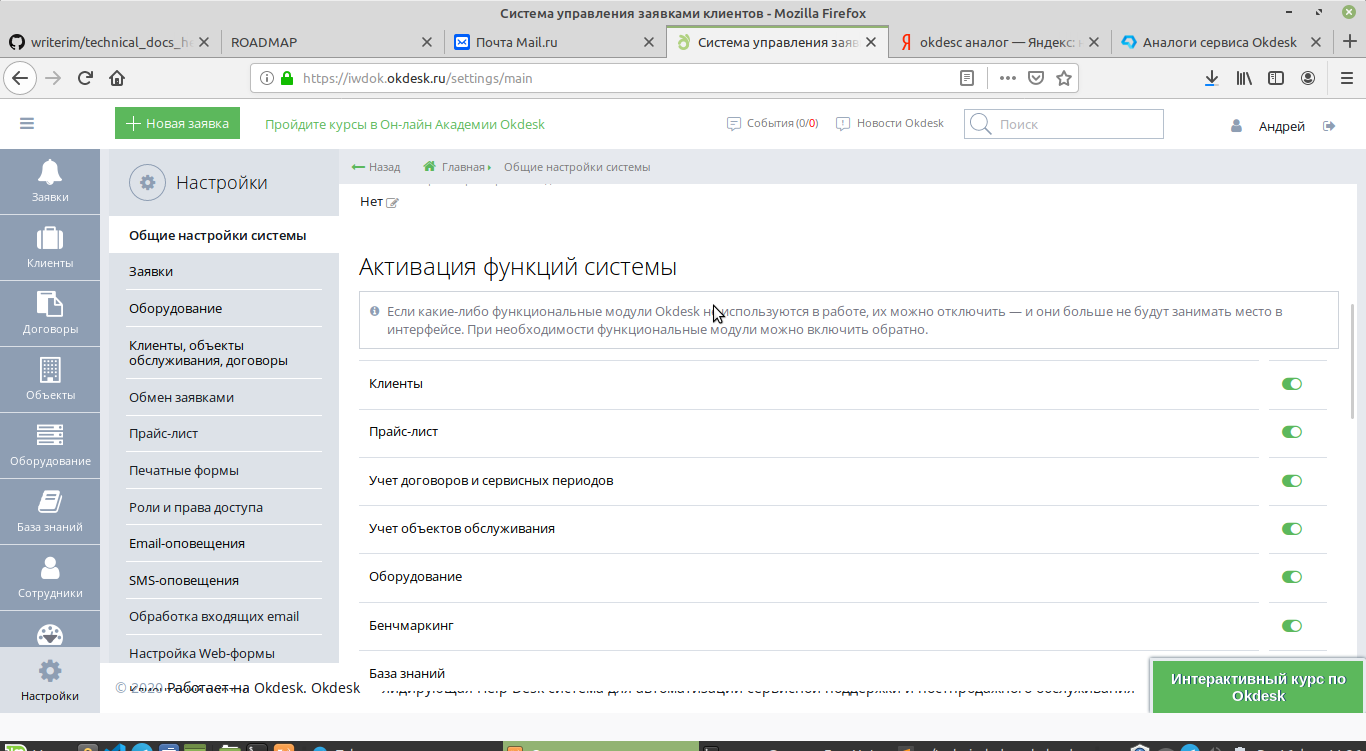 Система управления заявками клиентов - Mozilla Firefox
writerim/technical_docs_he
ROADMAP
Почта Mail.ru
Система управления заяв
okdesc аналог — Яндекс:
Аналоги сервиса Okdesk
https://iwdok.okdesk.ru/settings/main
Новая заявка
Пройдите курсы в Он-лайн Академии Okdesk
События (0/0)
Новости Okdesk
Поиск
Андрей
Заявки
Клиенты
Договоры
Объекты
Оборудование
База знаний
Сотрудники
Настройки
Настройки
Общие настройки системы
Заявки
Оборудование
Клиенты, объекты
обслуживания, договоры
Обмен заявками
Прайс-лист
Печатные формы
Роли и права доступа
Email-оповещения
SMS-оповещения
Обработка входящих email
Настройка Web-формы
Назад
Главная
Общие настройки системы
Нет
Активация функций системы
Если какие-либо функциональные модули Okdesk не используются в работе, их можно отключить — и они больше не будут занимать место в
интерфейсе. При необходимости функциональные модули можно включить обратно.
Клиенты
Прайс-лист
Учет договоров и сервисных периодов
Учет объектов обслуживания
Оборудование
Бенчмаркинг
База знаний
© 2020 Работает на Okdesk. Okdesk
лидирующая Help Desk система для автоматизации сервисной поддержки и постпродажного обслуживания
Интерактивный курс по
Okdesk